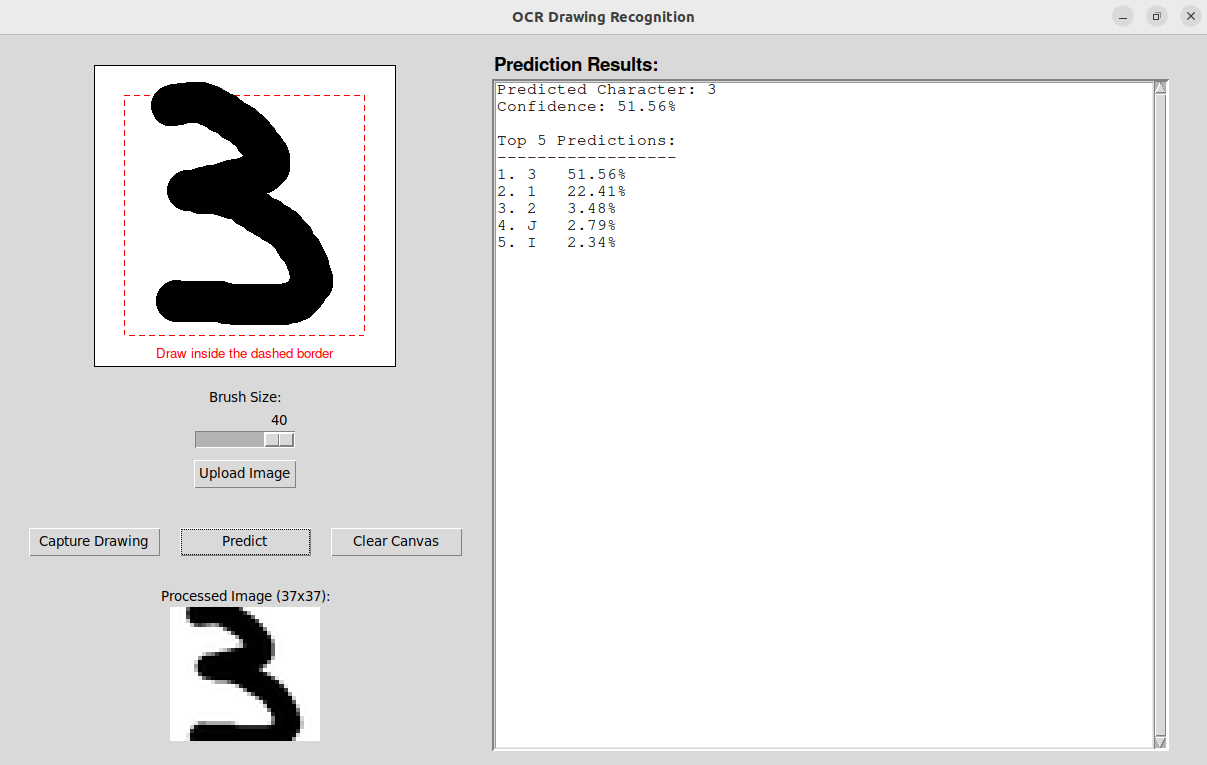 OCR Drawing Recognition
3
Draw inside the dashed border
Brush Size:
40
Upload Image
Capture Drawing
Predict
Clear Canvas
Processed Image (37x37):
3
Prediction Results:
Predicted Character: 3
Confidence: 51.56%
Top 5 Predictions:
------------------
1. 3 51.56%
2. 1 22.41%
3. 2 3.48%
4. J 2.79%
5. I 2.34%